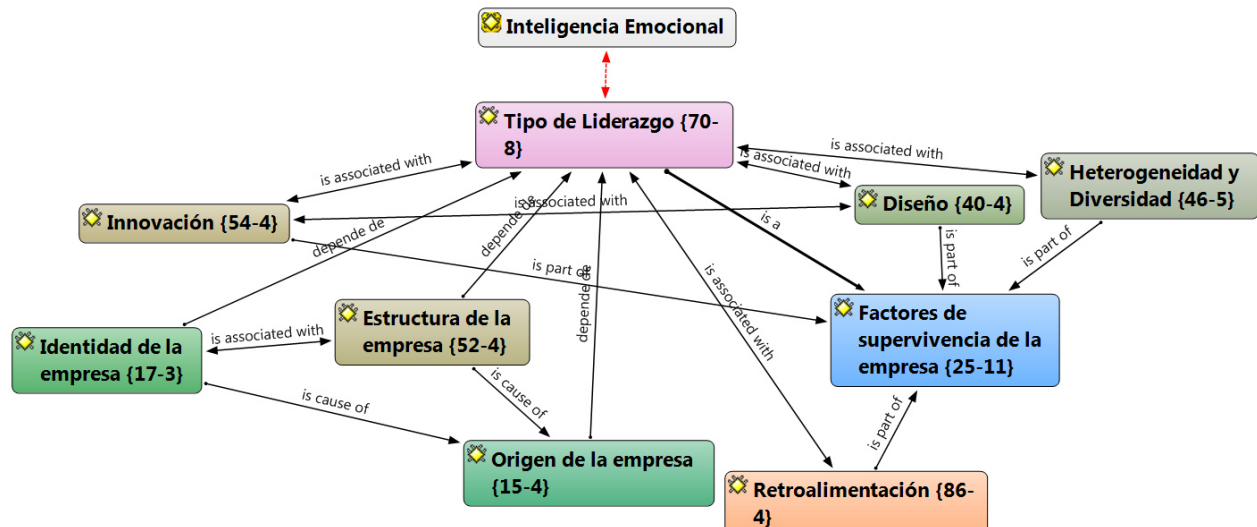 Inteligencia Emocional
Tipo de Liderazgo {70-
8}
is associated with
is associated with
is associated with
Heterogeneidad y
Diversidad {46-5}
Innovación {54-4}
is associated with
Diseño {40-4}
depende de
depende de
is a
is part of
is part of
is part of
depende de
is associated with
Identidad de la
empresa {17-3}
is associated with
Estructura de la
empresa {52-4}
Factores de
supervivencia de la
empresa {25-11}
is cause of
is cause of
is part of
Origen de la empresa
{15-4}
Retroalimentación {86-
4}